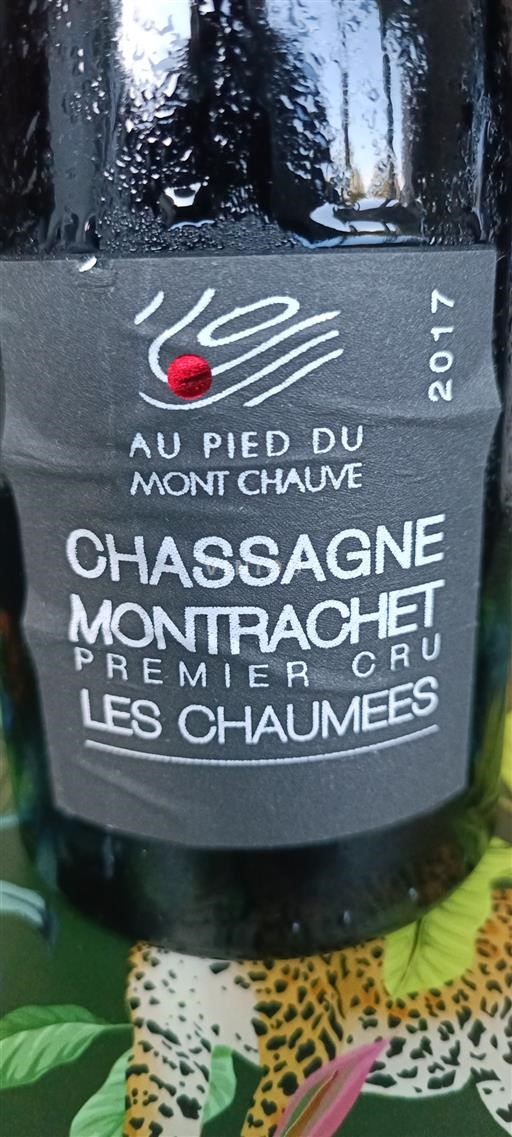 2017
AU PIED DU
MONT CHAUVE
CHASSAGNE
MONTRACHET
PREMIER CRU
LES CHAUMEES